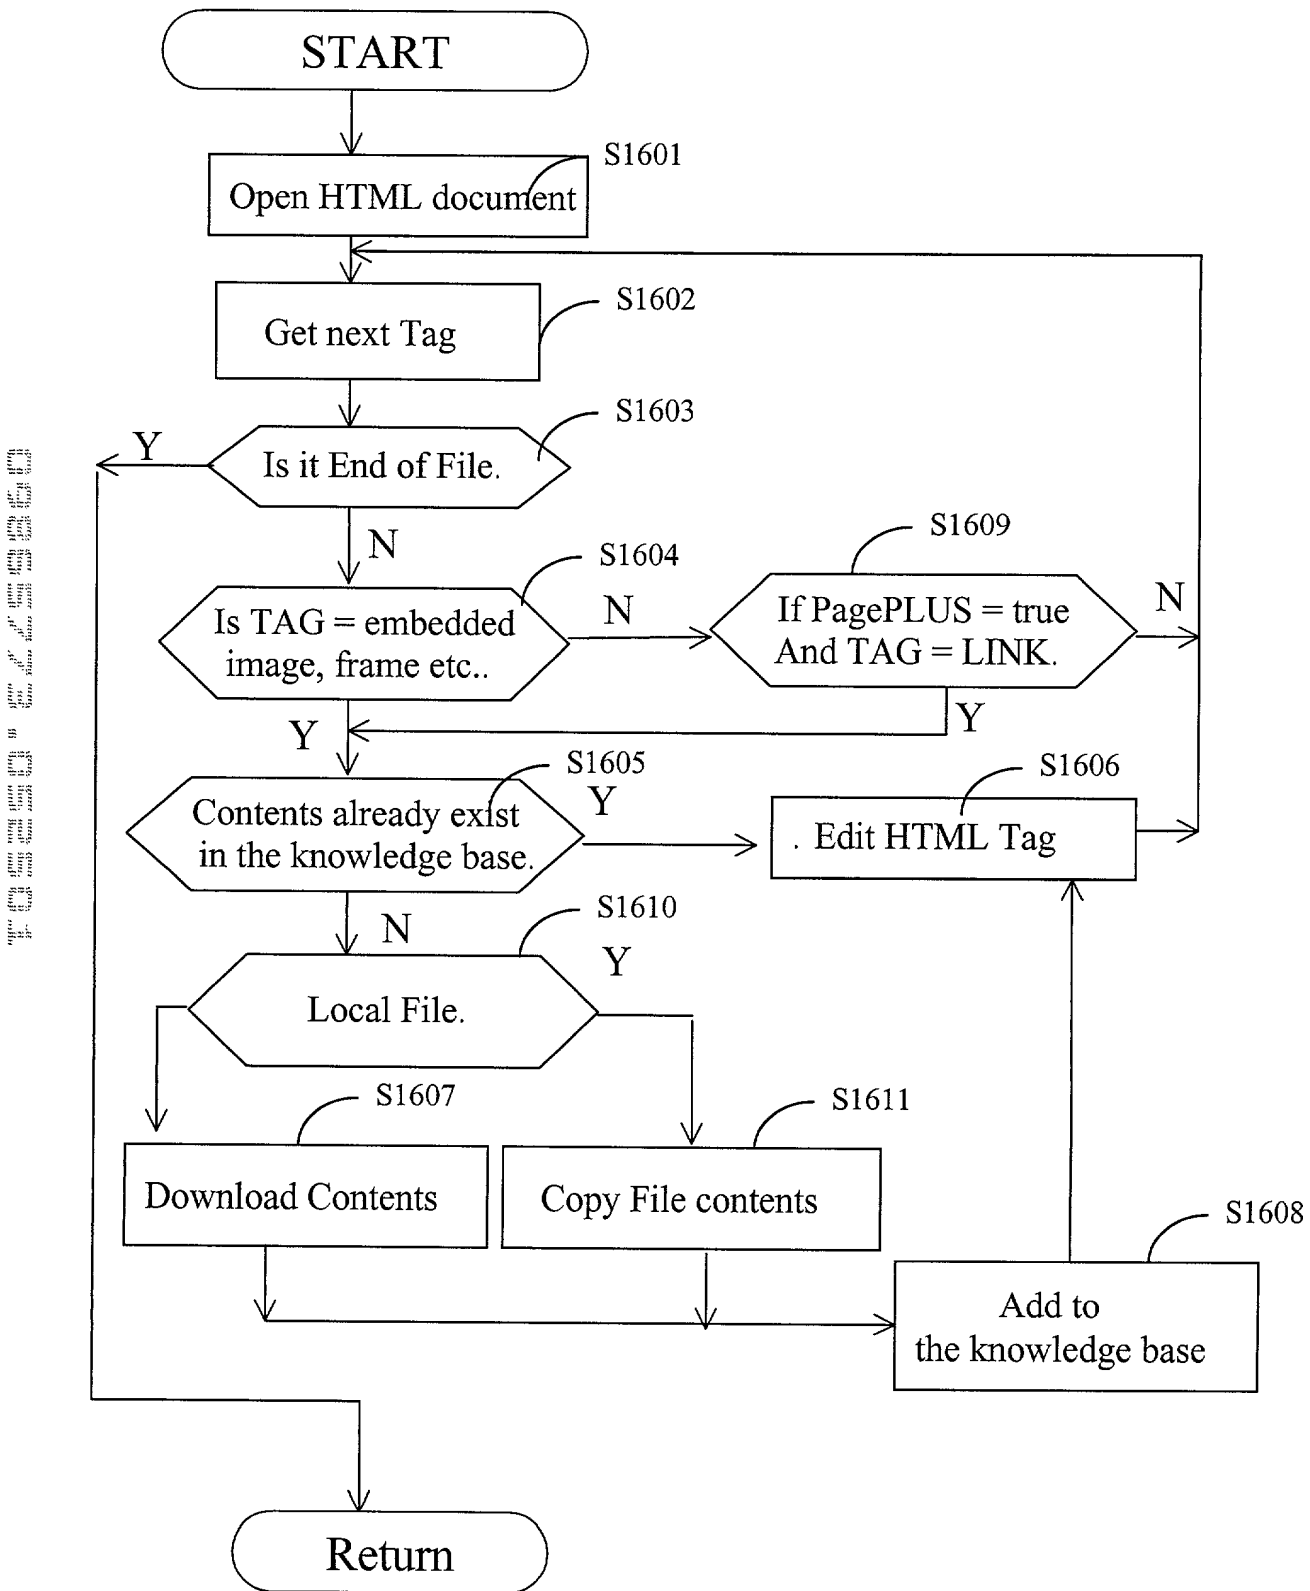 START
S1601
Open HTML document
S1602
Get next Tag
S1603
Y
Is it End of File.
N
S1604
S1609
Is TAG = embedded
image, frame etc..
N
If PagePLUS = true
And TAG = LINK.
N
Y
Y
S1605
Contents already exist
in the knowledge base.
Y
S1606
. Edit HTML Tag
N
S1610
Y
Local File.
S1607
S1611
Download Contents
Copy File contents
S1608
Add to
the knowledge base
Return